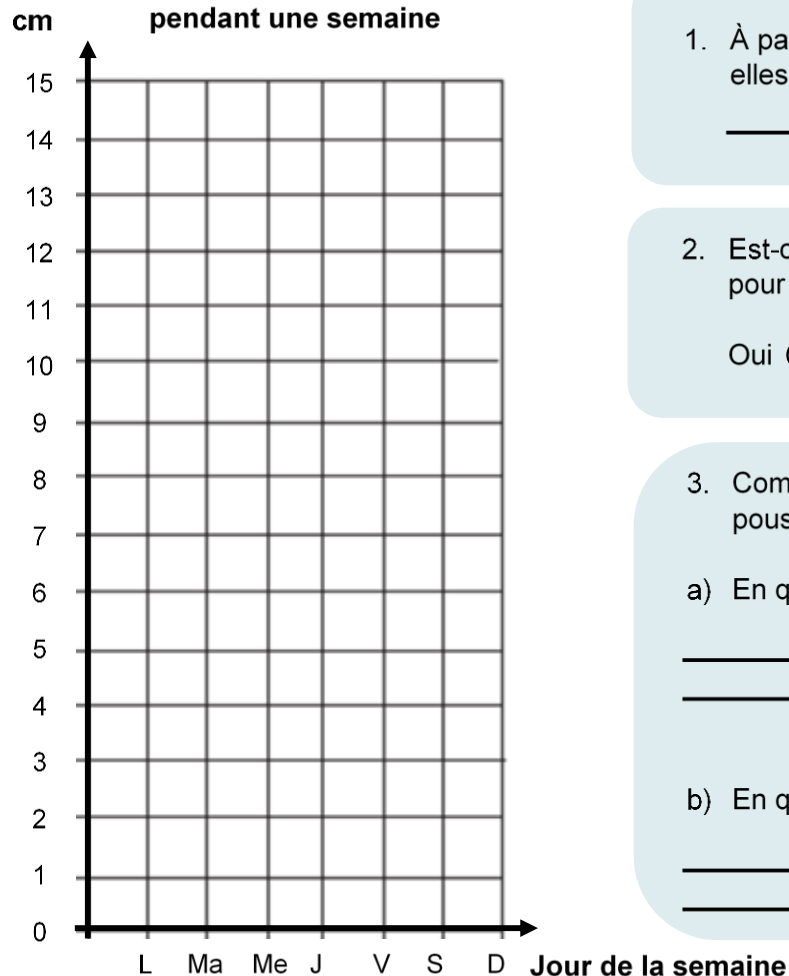 cm
pendant une semaine
15
14
13
12
11
10
9
8
7
6
5
4
3
2
1
0
L Ma Me J V S D
Jour de la semaine
1. À pa
elles
2. Est-c
pour
Oui
3. Com
pous
a) En q
b) En q